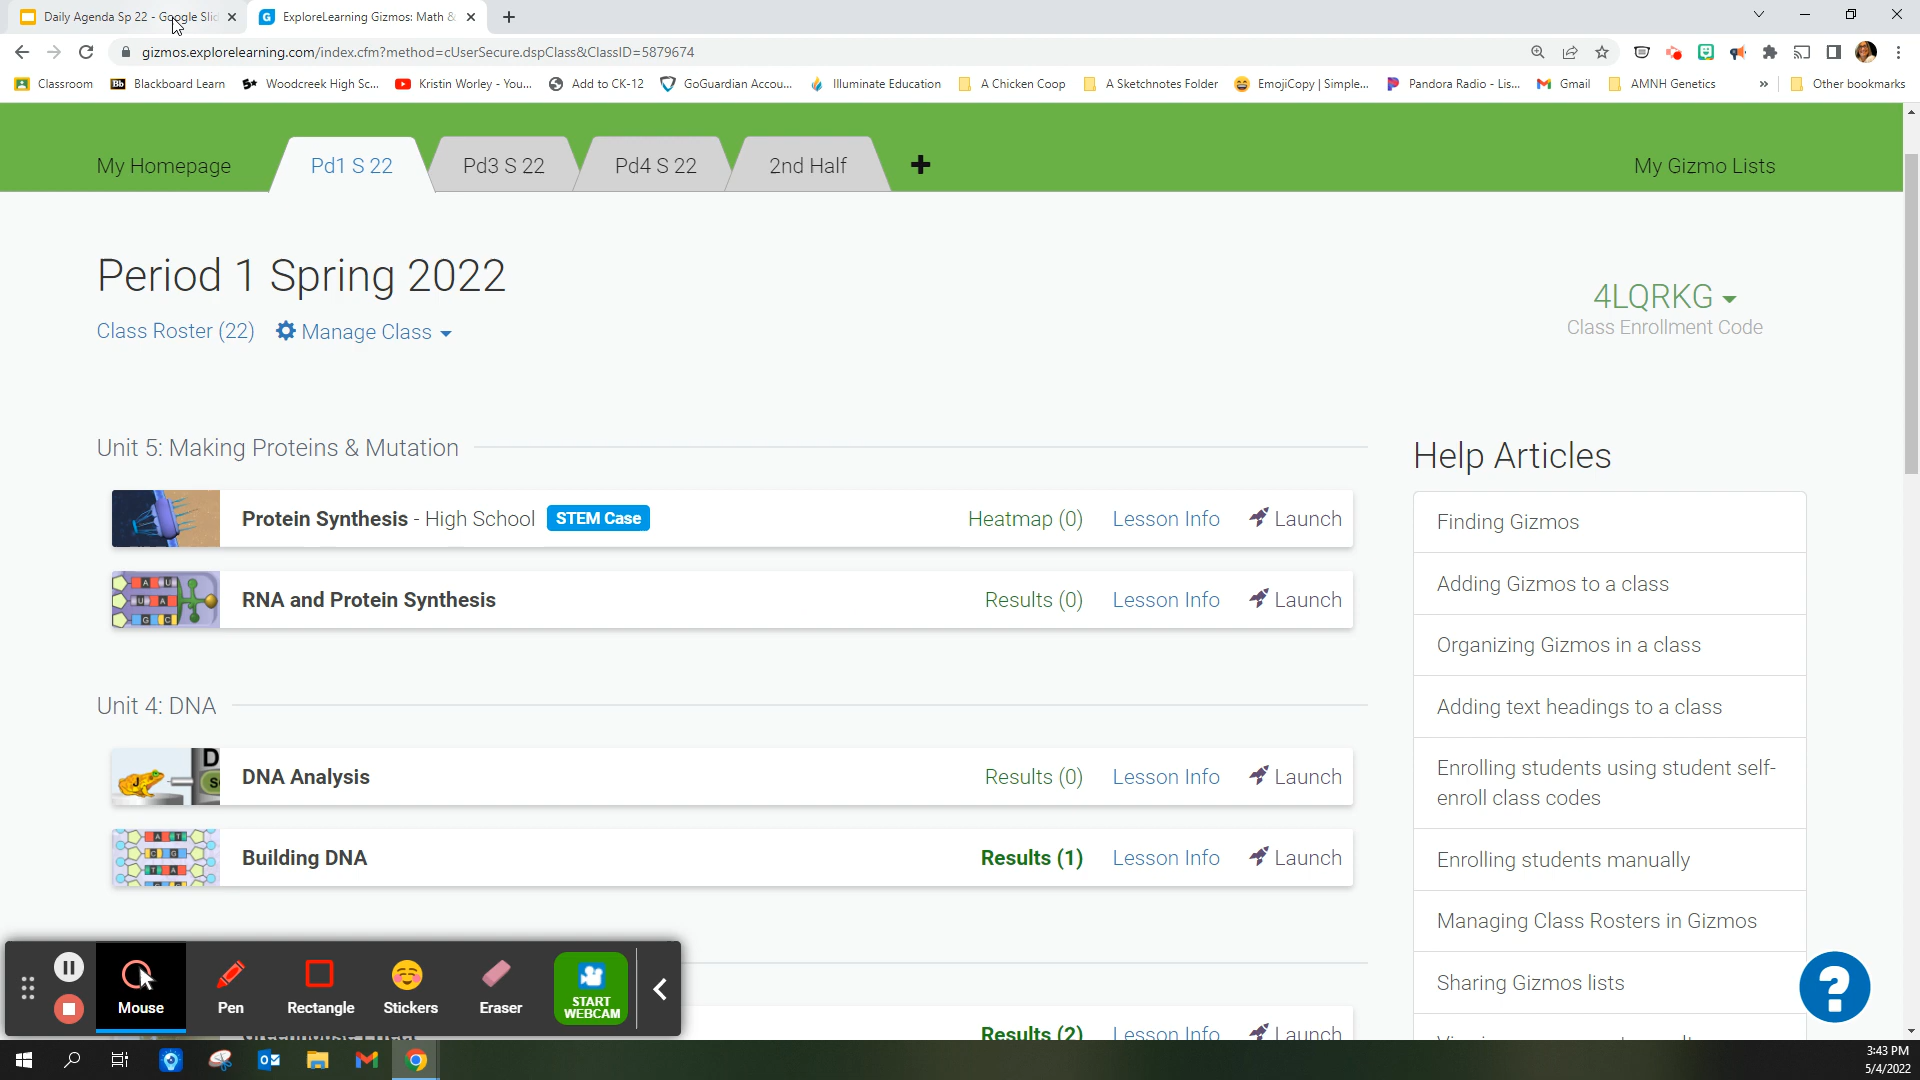 Daily Agenda Sp 22 - Google Slid
ExploreLearning Gizmos: Math &
gizmos.explorelearning.com/index.cfm?method=cUserSecure.dspClass&ClassID=5879674
Classroom
Blackboard Learn
Woodcreek High Sc...
Kristin Worley - You...
Add to CK-12
GoGuardian Accou...
Illuminate Education
A Chicken Coop
A Sketchnotes Folder
EmojiCopy | Simple...
Pandora Radio - Lis...
Gmail
AMNH Genetics
»
Other bookmarks
My Homepage
Pd1 S 22
Pd3 S 22
Pd4 S 22
2nd Half
My Gizmo Lists
Period 1 Spring 2022
Class Roster (22)
Manage Class
4LQRKG
Class Enrollment Code
Unit 5: Making Proteins & Mutation
Protein Synthesis - High School STEM Case
Heatmap (0)
Lesson Info
Launch
RNA and Protein Synthesis
Results (0)
Lesson Info
Launch
Unit 4: DNA
DNA Analysis
Results (0)
Lesson Info
Launch
Building DNA
Results (1)
Lesson Info
Launch
Results (2)
Lesson Info
Launch
Help Articles
Finding Gizmos
Adding Gizmos to a class
Organizing Gizmos in a class
Adding text headings to a class
Enrolling students using student self-
enroll class codes
Enrolling students manually
Managing Class Rosters in Gizmos
Sharing Gizmos lists
Mouse
Pen
Rectangle
Stickers
Eraser
START
WEBCAM
3:43 PM
5/4/2022